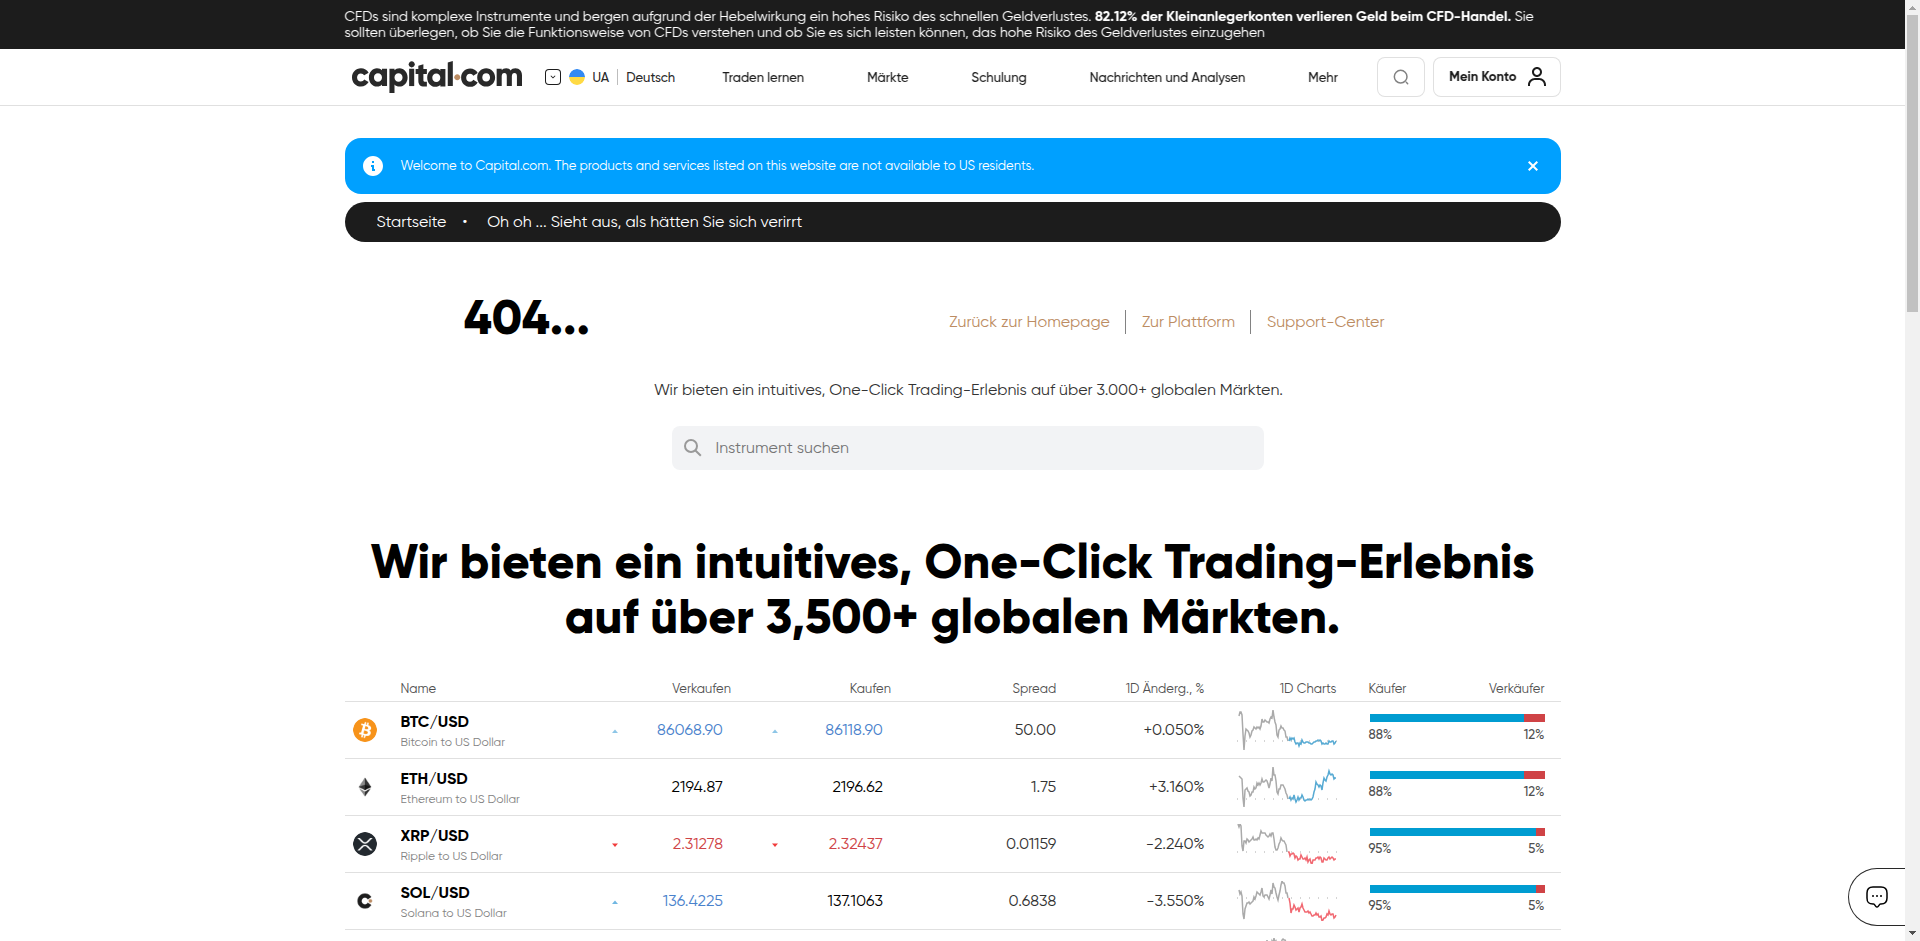 CFDs sind komplexe Instrumente und bergen aufgrund der Hebelwirkung ein hohes Risiko des schnellen Geldverlustes. 82.12% der Kleinanlegerkonten verlieren Geld beim CFD-Handel. Sie
sollten überlegen, ob Sie die Funktionsweise von CFDs verstehen und ob Sie es sich leisten können, das hohe Risiko des Geldverlustes einzugehen
capital.com UA Deutsch Traden lernen Märkte Schulung Nachrichten und Analysen Mehr Mein Konto
Welcome to Capital.com. The products and services listed on this website are not available to US residents.
Startseite • Oh oh ... Sieht aus, als hätten Sie sich verirrt
404...
Zurück zur Homepage Zur Plattform Support-Center
Wir bieten ein intuitives, One-Click Trading-Erlebnis auf über 3.000+ globalen Märkten.
Instrument suchen
Wir bieten ein intuitives, One-Click Trading-Erlebnis
auf über 3,500+ globalen Märkten.
Name Verkaufen Kaufen Spread 1D Änderg., % 1D Charts Käufer Verkäufer
BTC/USD 86068.90 86118.90 50.00 +0.050% 88% 12%
Bitcoin to US Dollar
ETH/USD 2194.87 2196.62 1.75 +3.160% 88% 12%
Ethereum to US Dollar
XRP/USD 2.31278 2.32437 0.01159 -2.240% 95% 5%
Ripple to US Dollar
SOL/USD 136.4225 137.1063 0.6838 -3.550% 95% 5%
Solana to US Dollar